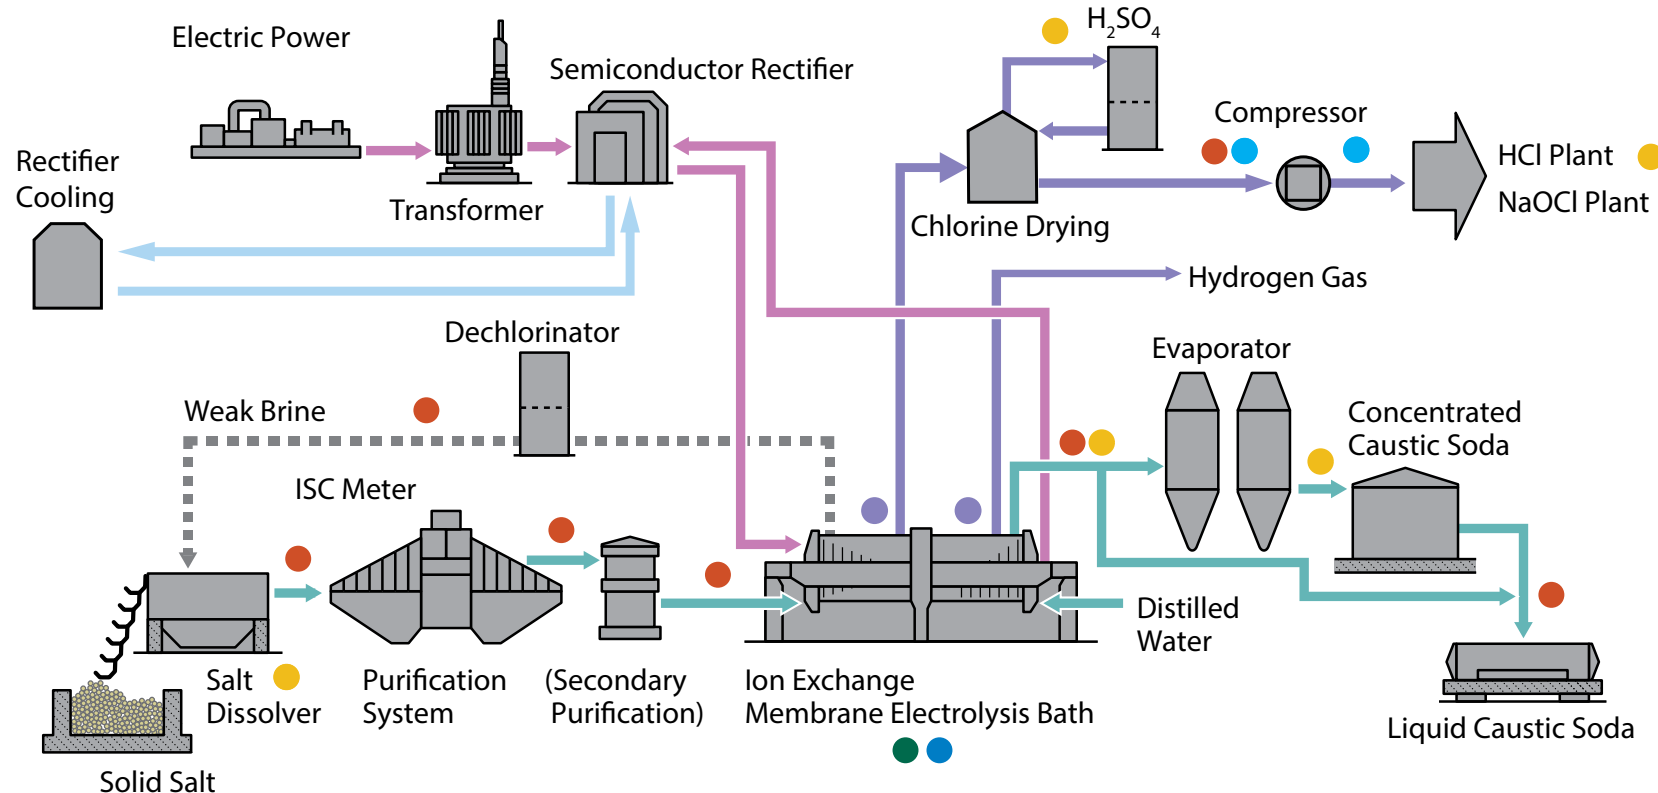 Electric Power
H₂SO₄
Semiconductor Rectifier
Compressor
Rectifier
Cooling
HCl Plant
NaOCl Plant
Transformer
Chlorine Drying
Hydrogen Gas
Dechlorinator
Evaporator
Weak Brine
Concentrated
Caustic Soda
ISC Meter
Distilled
Water
Salt
Dissolver
Purification
System
(Secondary
Purification)
Ion Exchange
Membrane Electrolysis Bath
Liquid Caustic Soda
Solid Salt